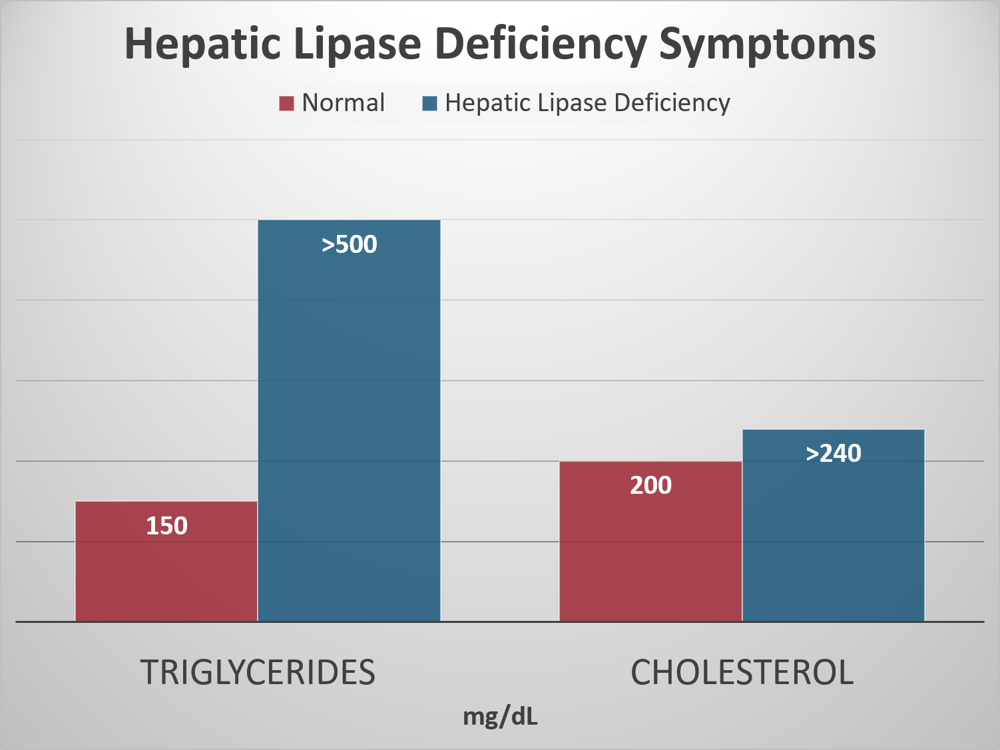 Hepatic Lipase Deficiency Symptoms
Normal Hepatic Lipase Deficiency
>500
>240
200
150
TRIGLYCERIDES CHOLESTEROL
mg/dL